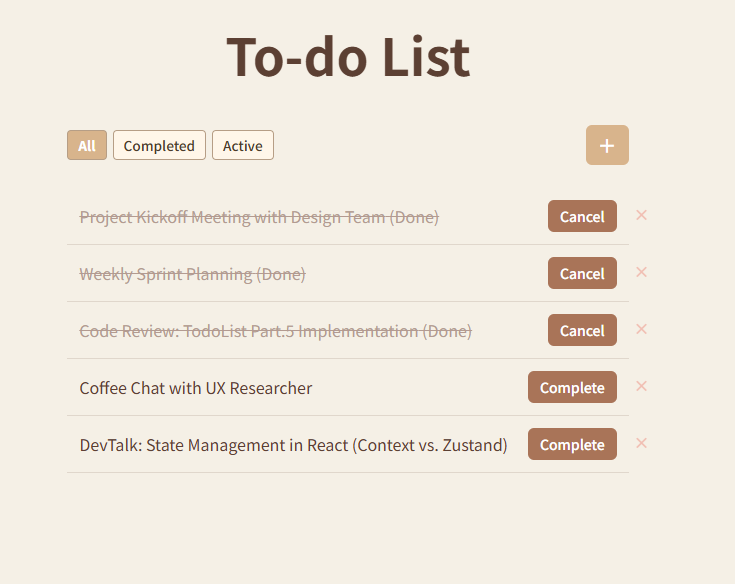 To-do List
All Completed Active +
Project Kickoff Meeting with Design Team (Done) Cancel ×
Weekly Sprint Planning (Done) Cancel ×
Code Review: TodoList Part.5 Implementation (Done) Cancel ×
Coffee Chat with UX Researcher Complete ×
DevTalk: State Management in React (Context vs. Zustand) Complete ×